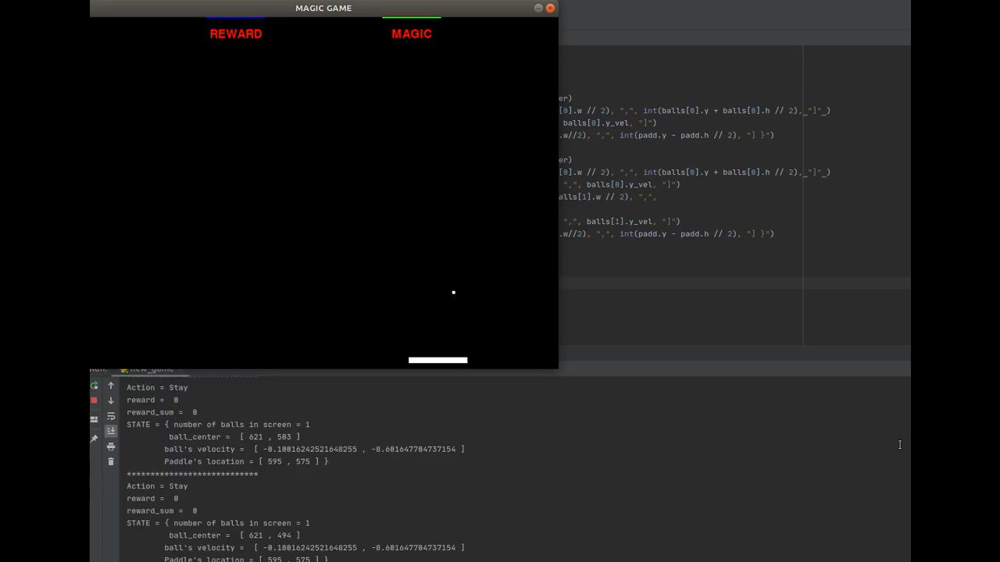 MAGIC GAME
REWARD MAGIC
er)
[0].w // 2), ",", int(balls[0].y + balls[0].h // 2), "]" )
balls[0].y_vel, "]")
.w//2), ",", int(padd.y - padd.h // 2), "] }")
er)
[0].w // 2), ",", int(balls[0].y + balls[0].h // 2), "]" )
",", balls[0].y_vel, "]")
alls[1].w // 2), ",",
",", balls[1].y_vel, "]")
.w//2), ",", int(padd.y - padd.h // 2), "] }")
Run: new_game
Action = Stay
reward = 0
reward_sum = 0
STATE = { number of balls in screen = 1
ball_center = [ 621 , 503 ]
ball's velocity = [ -0.10016242521648255 , -8.601647784737154 ]
Paddle's location = [ 595 , 575 ] }
****************************
Action = Stay
reward = 0
reward_sum = 0
STATE = { number of balls in screen = 1
ball_center = [ 621 , 494 ]
ball's velocity = [ -0.10016242521648255 , -8.601647784737154 ]
Paddle's location = [ 595 , 575 ] }